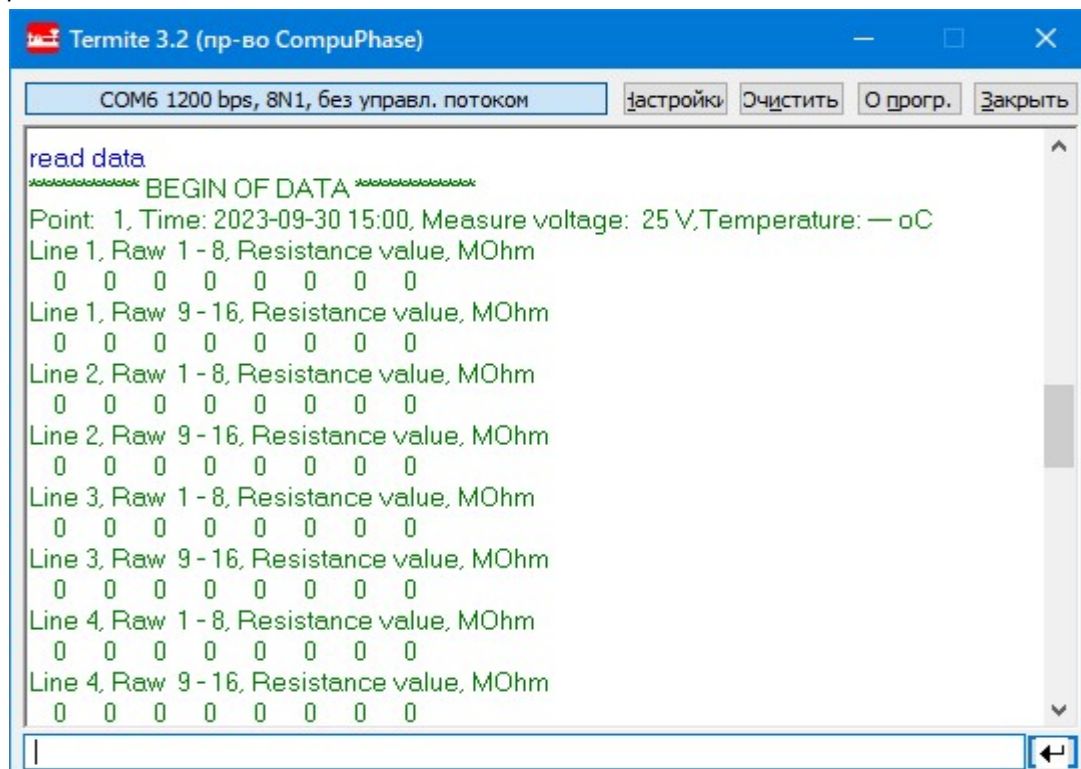 Termite 3.2 (пр-во CompuPhase)
COM6 1200 bps, 8N1, без управл. потоком Настройки Очистить О прогр. Закрыть
read data
************ BEGIN OF DATA *************
Point: 1, Time: 2023-09-30 15:00, Measure voltage: 25 V,Temperature: --- oC
Line 1, Raw 1 - 8, Resistance value, MOhm
0 0 0 0 0 0 0 0
Line 1, Raw 9 - 16, Resistance value, MOhm
0 0 0 0 0 0 0 0
Line 2, Raw 1 - 8, Resistance value, MOhm
0 0 0 0 0 0 0 0
Line 2, Raw 9 - 16, Resistance value, MOhm
0 0 0 0 0 0 0 0
Line 3, Raw 1 - 8, Resistance value, MOhm
0 0 0 0 0 0 0 0
Line 3, Raw 9 - 16, Resistance value, MOhm
0 0 0 0 0 0 0 0
Line 4, Raw 1 - 8, Resistance value, MOhm
0 0 0 0 0 0 0 0
Line 4, Raw 9 - 16, Resistance value, MOhm
0 0 0 0 0 0 0 0